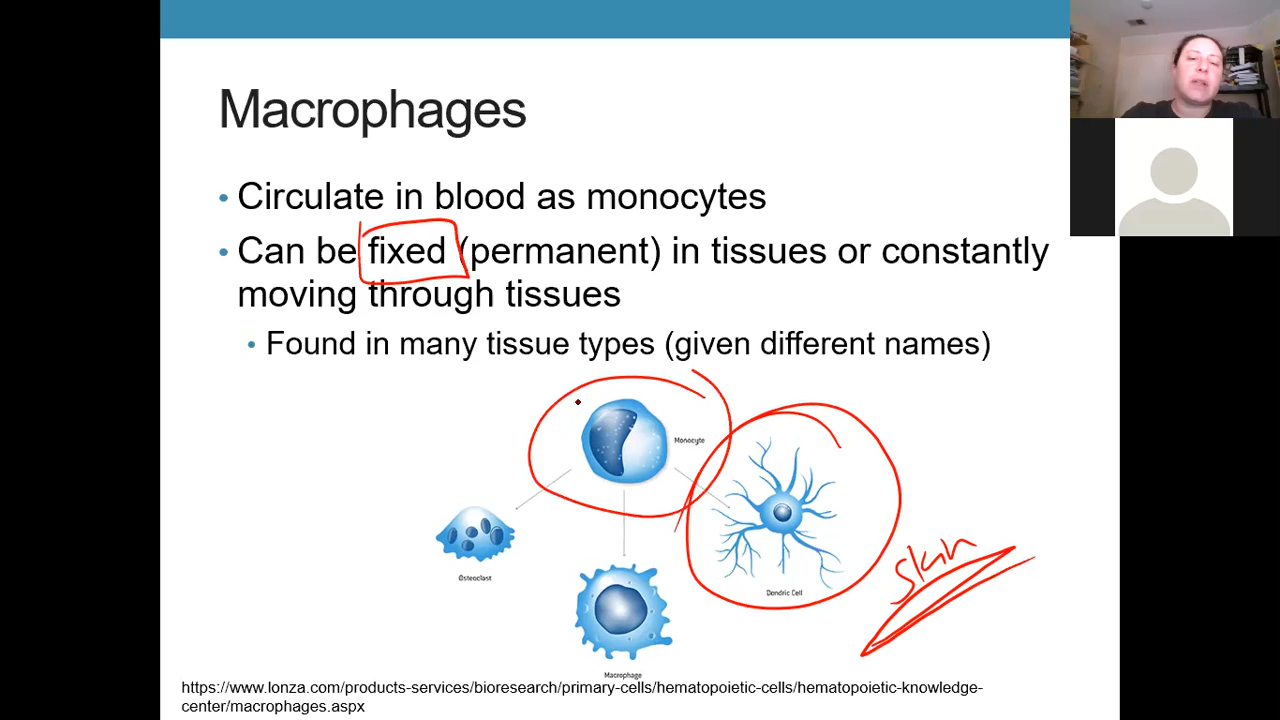 Macrophages
• Circulate in blood as monocytes
• Can be fixed (permanent) in tissues or constantly
moving through tissues
• Found in many tissue types (given different names)
Monocyte
Osteoclast
Dendric Cell
skin
Macrophage
https://www.lonza.com/products-services/bioresearch/primary-cells/hematopoietic-cells/hematopoietic-knowledge-
center/macrophages.aspx